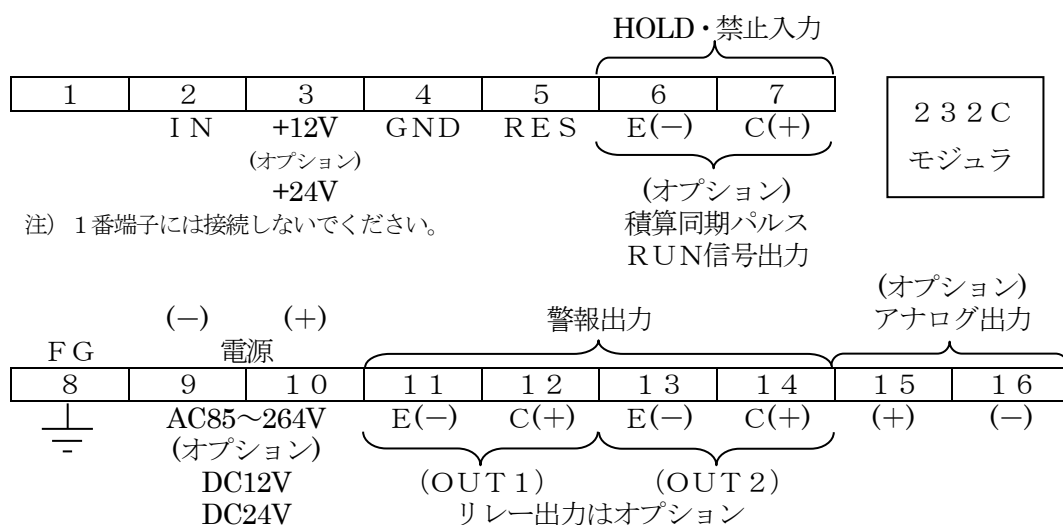 HOLD・禁止入力
1 2 3 4 5 6 7
IN +12V GND RES E(−) C(+)
(オプション)
+24V
232C
モジュラ
注) 1番端子には接続しないでください。
(オプション)
積算同期パルス
RUN信号出力
(オプション)
アナログ出力
(−) (+) 警報出力
FG 電源
8 9 10 11 12 13 14 15 16
AC85～264V E(−) C(+) E(−) C(+) (+) (−)
(オプション)
DC12V (OUT1) (OUT2)
DC24V リレー出力はオプション